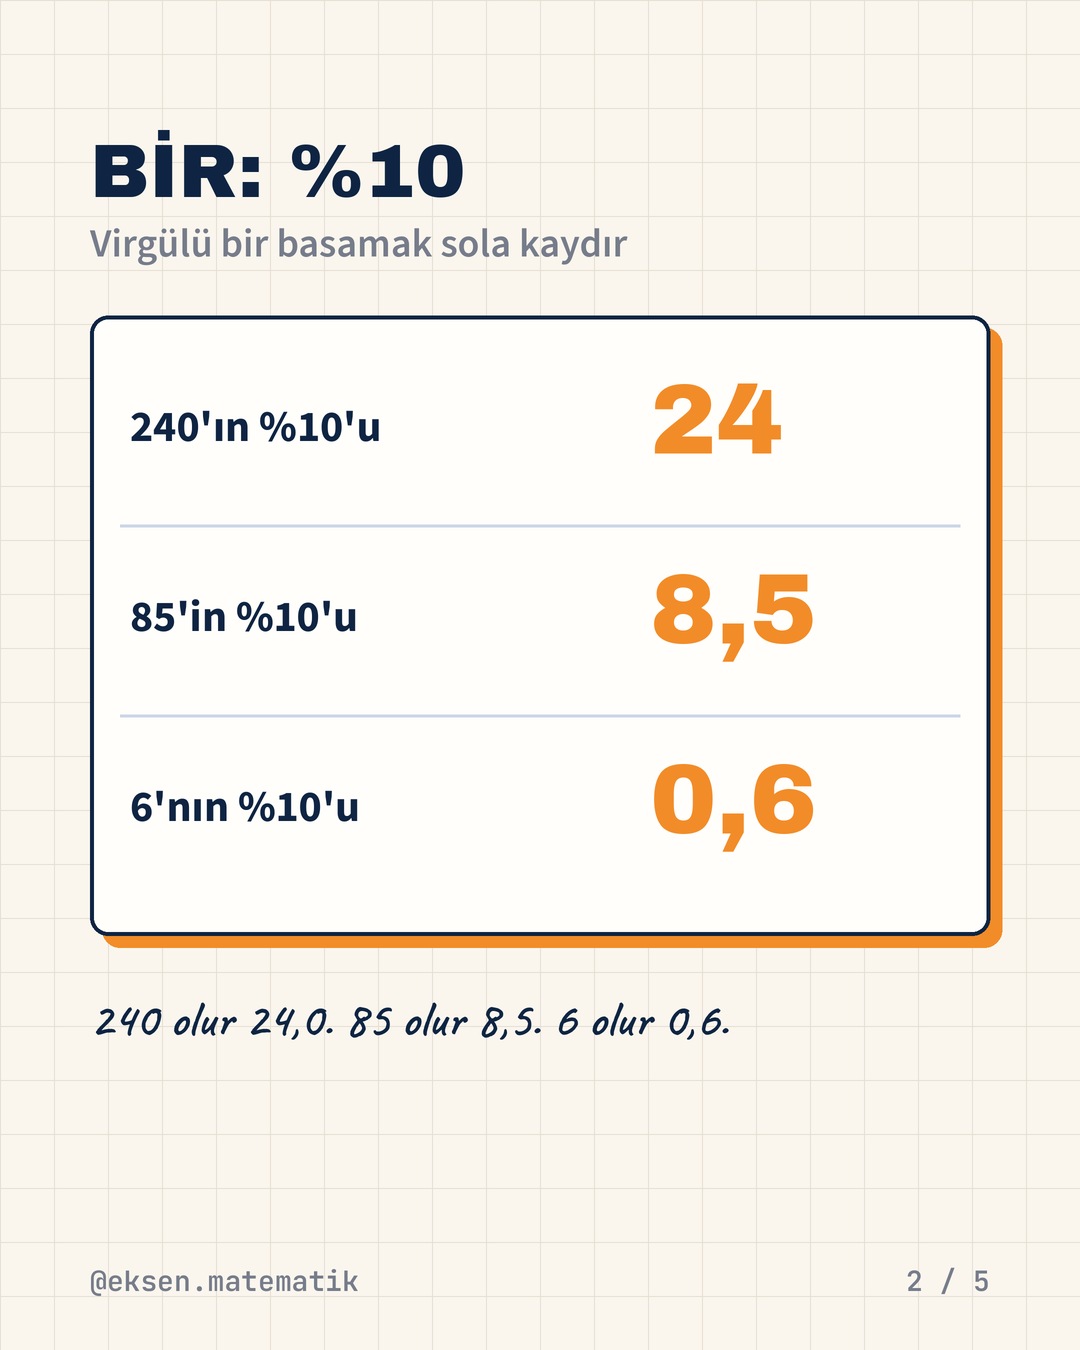 BİR: %10
Virgülü bir basamak sola kaydır
240'ın %10'u
24
85'in %10'u
8,5
6'nın %10'u
0,6
240 olur 24,0. 85 olur 8,5. 6 olur 0,6.
@eksen.matematik
2 / 5